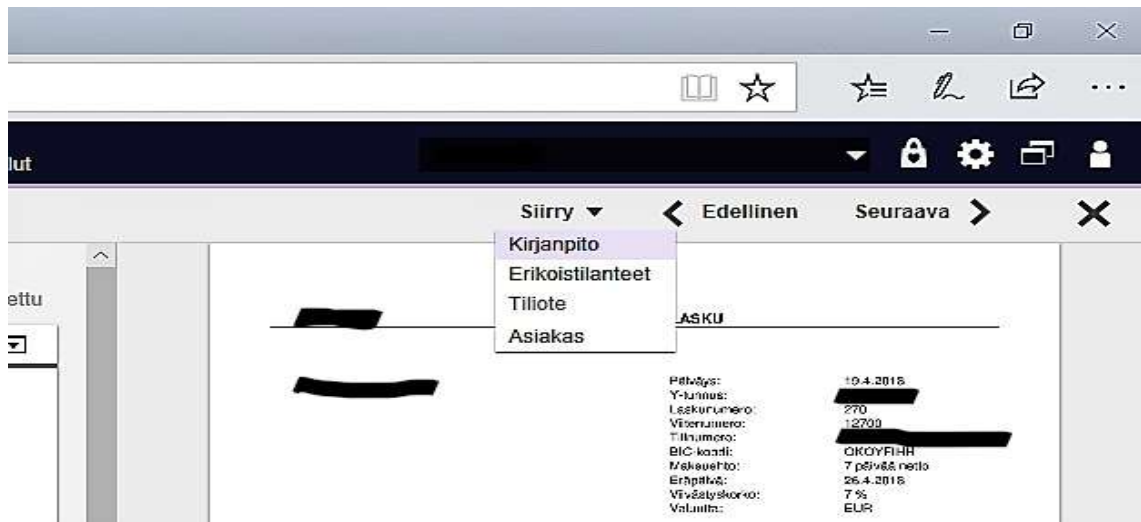 lut
Siirry Edellinen Seuraava
Kirjanpito
Erikoistilanteet
Tiliote
Asiakas
ettu
LASKU
Päiväys: 19.4.2018
Y-tunnus:
Laskunumero: 270
Viitenumero: 12700
Tilinumero:
BIC-koodi: OKOYFIHH
Maksuehto: 7 päivää netto
Eräpäivä: 26.4.2018
Viivästyskorko: 7 %
Valuutta: EUR